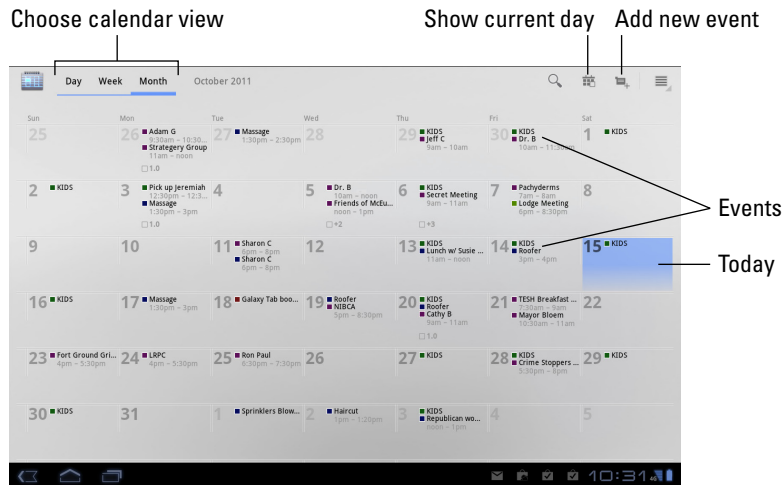 Choose calendar view
Show current day
Add new event
Day Week Month October 2011
Sun Mon Tue Wed Thu Fri Sat
25
26 Adam G
9:30am – 10:30...
Strategery Group
11am – noon
1.0
27 Massage
1:30pm – 2:30pm
28
29 KIDS
Jeff C
9am – 10am
30 KIDS
Dr. B
10am – 11:30am
1 KIDS
2 KIDS
3 Pick up Jeremiah
12:30pm – 12:3...
Massage
1:30pm – 3pm
1.0
4
5 Dr. B
10am – noon
Friends of McEu...
noon – 1pm
+2
6 KIDS
Secret Meeting
9am – 11am
+3
7 Pachyderms
7am – 8am
Lodge Meeting
6pm – 8:30pm
8
Events
9
10
11 Sharon C
6pm – 8pm
Sharon C
6pm – 8pm
12
13 KIDS
Lunch w/ Susie ...
11am – noon
14 KIDS
Roofer
3pm – 4pm
15 KIDS
Today
16 KIDS
17 Massage
1:30pm – 3pm
18 Galaxy Tab boo...
19 Roofer
NIBCA
5pm – 8:30pm
20 KIDS
Roofer
Cathy B
9am – 11am
1.0
21 TESH Breakfast ...
7:30am – 9am
Mayor Bloem
10:30am – 11am
22
23 Fort Ground Gri...
4pm – 5:30pm
24 LRPC
4pm – 5:30pm
25 Ron Paul
6:30pm – 7:30pm
26
27 KIDS
28 KIDS
Crime Stoppers ...
5:30pm – 8pm
29 KIDS
30 KIDS
31
1 Sprinklers Blow...
2 Haircut
1pm – 1:20pm
3 KIDS
Republican wo...
noon – 1pm
4
5
10:31 4G